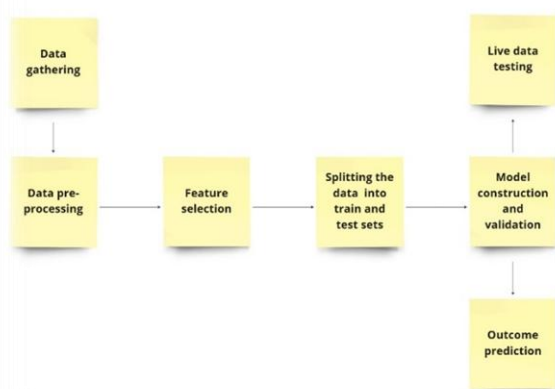 Data
gathering
Live data
testing
Data pre-
processing
Feature
selection
Splitting the
data into
train and
test sets
Model
construction
and
validation
Outcome
prediction